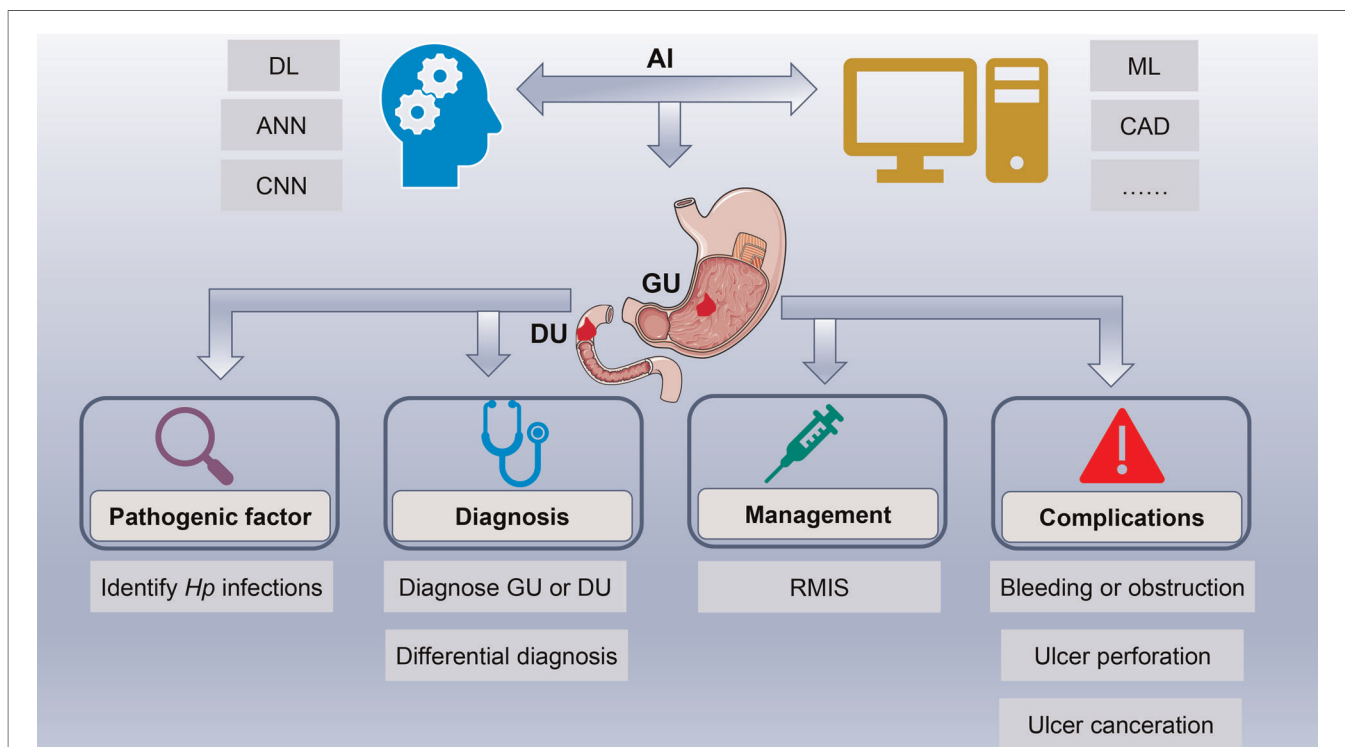 AI
DL
ANN
CNN
ML
CAD
......
GU
DU
Pathogenic factor
Identify Hp infections
Diagnosis
Diagnose GU or DU
Differential diagnosis
Management
RMIS
Complications
Bleeding or obstruction
Ulcer perforation
Ulcer canceration